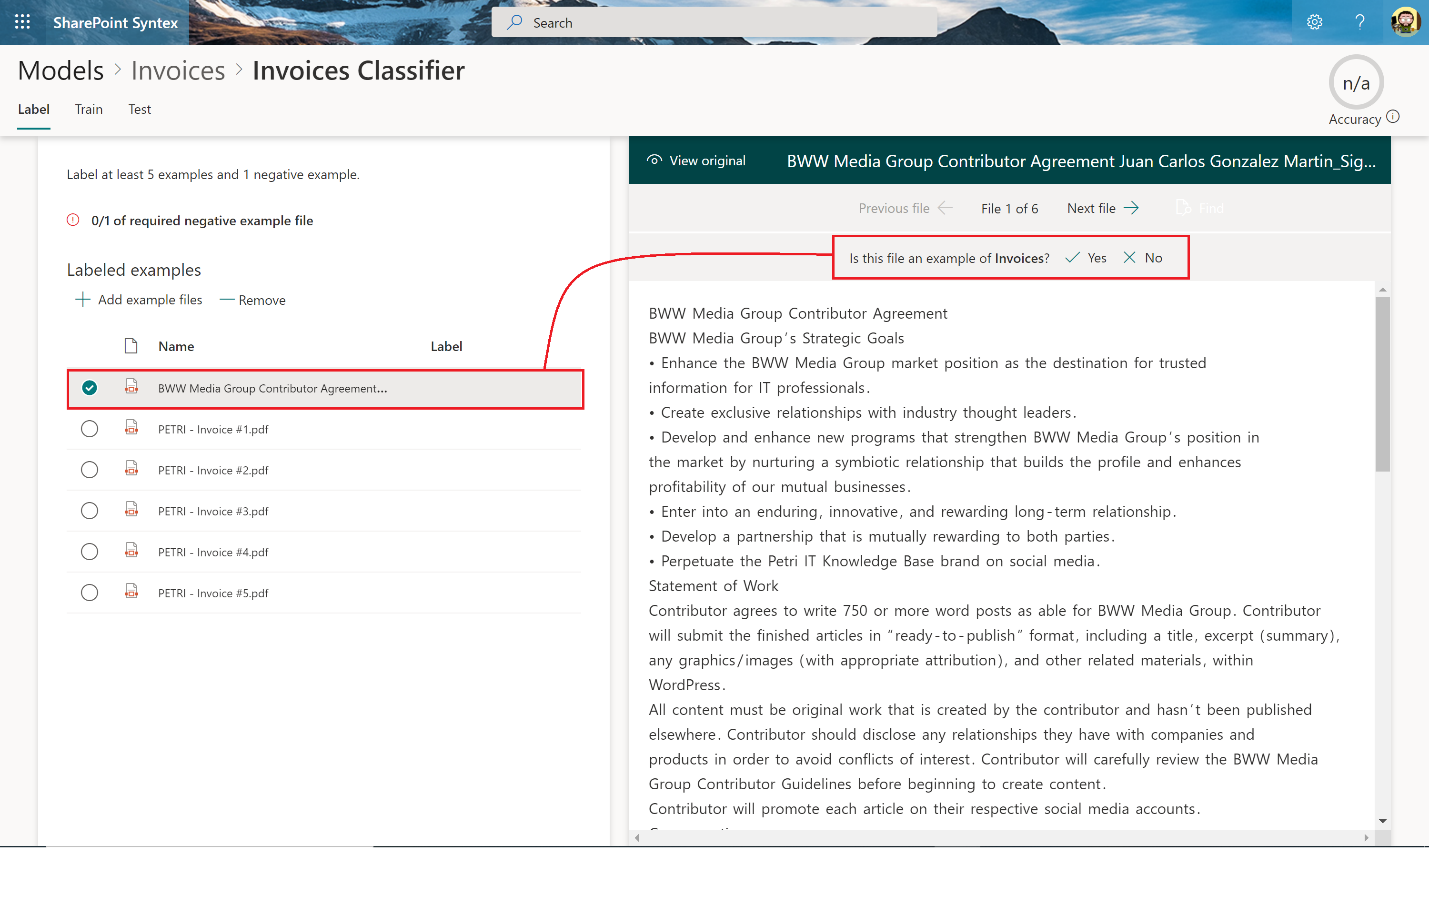 SharePoint Syntex
Search
?
Models > Invoices > Invoices Classifier
n/a
Accuracy
Label Train Test
Label at least 5 examples and 1 negative example.
0/1 of required negative example file
Labeled examples
Add example files
Remove
Name Label
BWW Media Group Contributor Agreement...
PETRI - Invoice #1.pdf
PETRI - Invoice #2.pdf
PETRI - Invoice #3.pdf
PETRI - Invoice #4.pdf
PETRI - Invoice #5.pdf
View original BWW Media Group Contributor Agreement Juan Carlos Gonzalez Martin_Sig...
Previous file File 1 of 6 Next file Find
Is this file an example of Invoices? Yes No
BWW Media Group Contributor Agreement
BWW Media Group's Strategic Goals
• Enhance the BWW Media Group market position as the destination for trusted
information for IT professionals.
• Create exclusive relationships with industry thought leaders.
• Develop and enhance new programs that strengthen BWW Media Group's position in
the market by nurturing a symbiotic relationship that builds the profile and enhances
profitability of our mutual businesses.
• Enter into an enduring, innovative, and rewarding long-term relationship.
• Develop a partnership that is mutually rewarding to both parties.
• Perpetuate the Petri IT Knowledge Base brand on social media.
Statement of Work
Contributor agrees to write 750 or more word posts as able for BWW Media Group. Contributor
will submit the finished articles in "ready-to-publish" format, including a title, excerpt (summary),
any graphics/images (with appropriate attribution), and other related materials, within
WordPress.
All content must be original work that is created by the contributor and hasn't been published
elsewhere. Contributor should disclose any relationships they have with companies and
products in order to avoid conflicts of interest. Contributor will carefully review the BWW Media
Group Contributor Guidelines before beginning to create content.
Contributor will promote each article on their respective social media accounts.